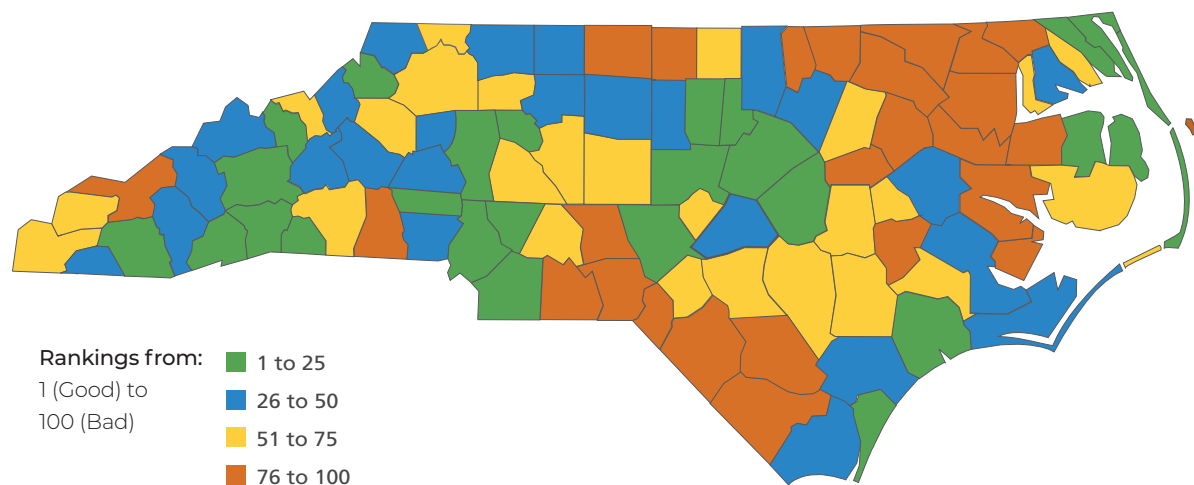 Rankings from:
1 (Good) to
100 (Bad)
1 to 25
26 to 50
51 to 75
76 to 100